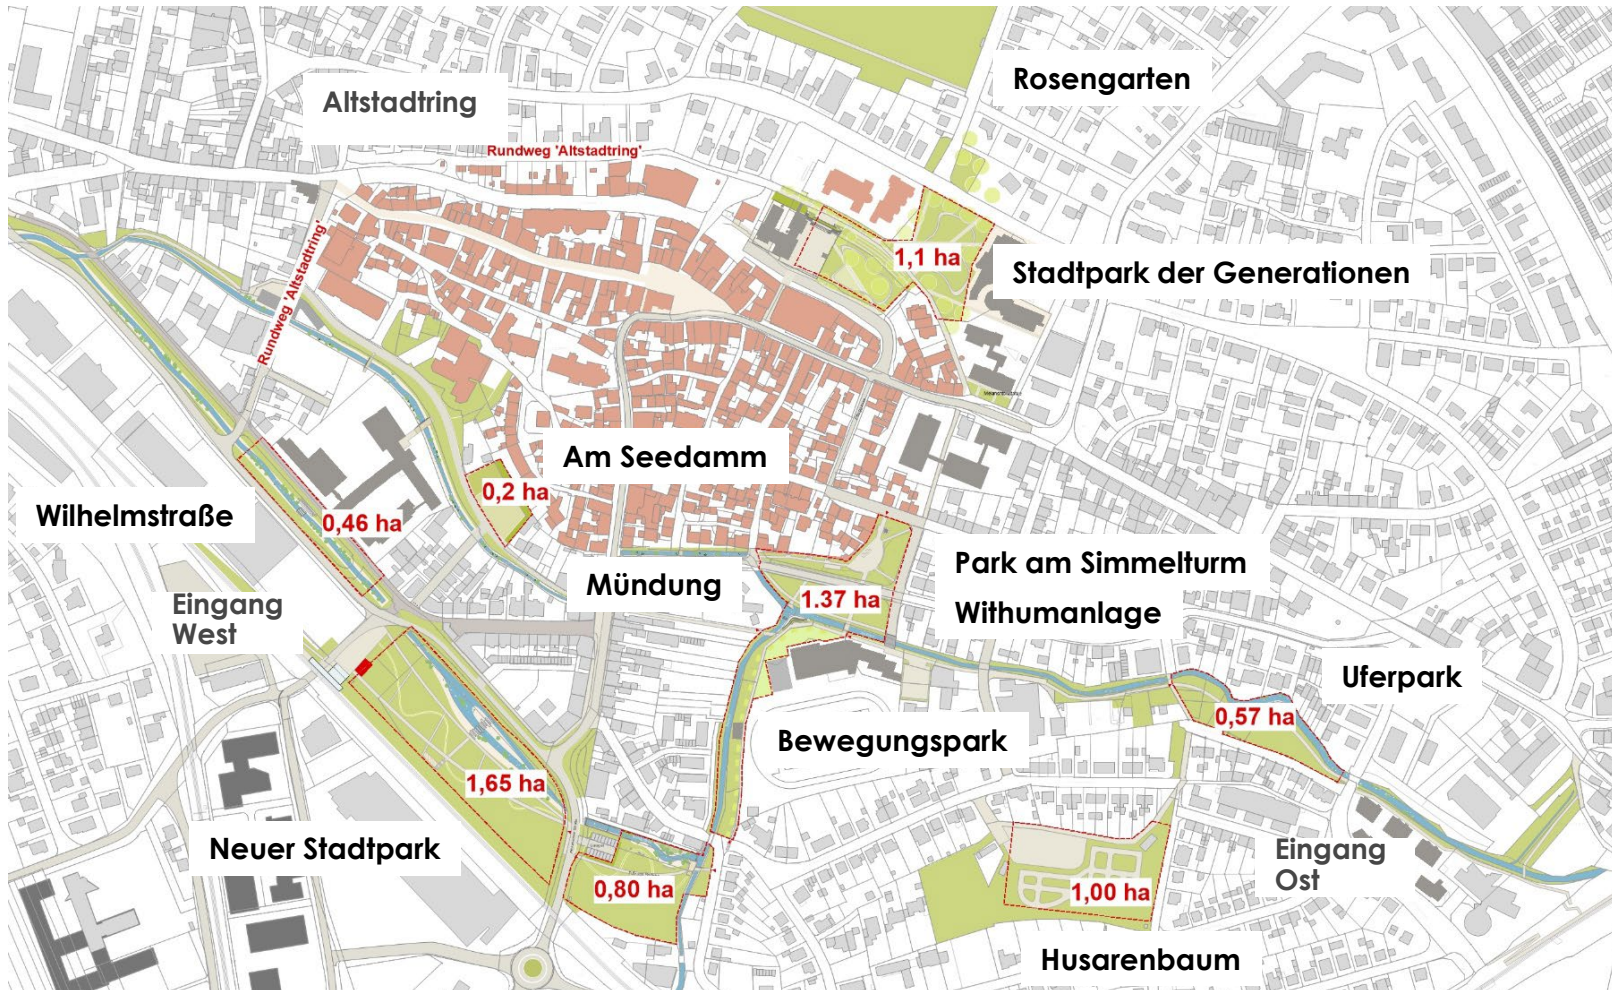 Rosengarten
Altstadtring
Rundweg 'Altstadtring'
Rundweg 'Altstadtring'
1,1 ha
Stadtpark der Generationen
Am Seedamm
0,2 ha
Wilhelmstraße
0,46 ha
Park am Simmelturm
Withumanlage
Mündung
1.37 ha
Eingang
West
Uferpark
0,57 ha
Bewegungspark
1,65 ha
Neuer Stadtpark
0,80 ha
Eingang
Ost
1,00 ha
Husarenbaum